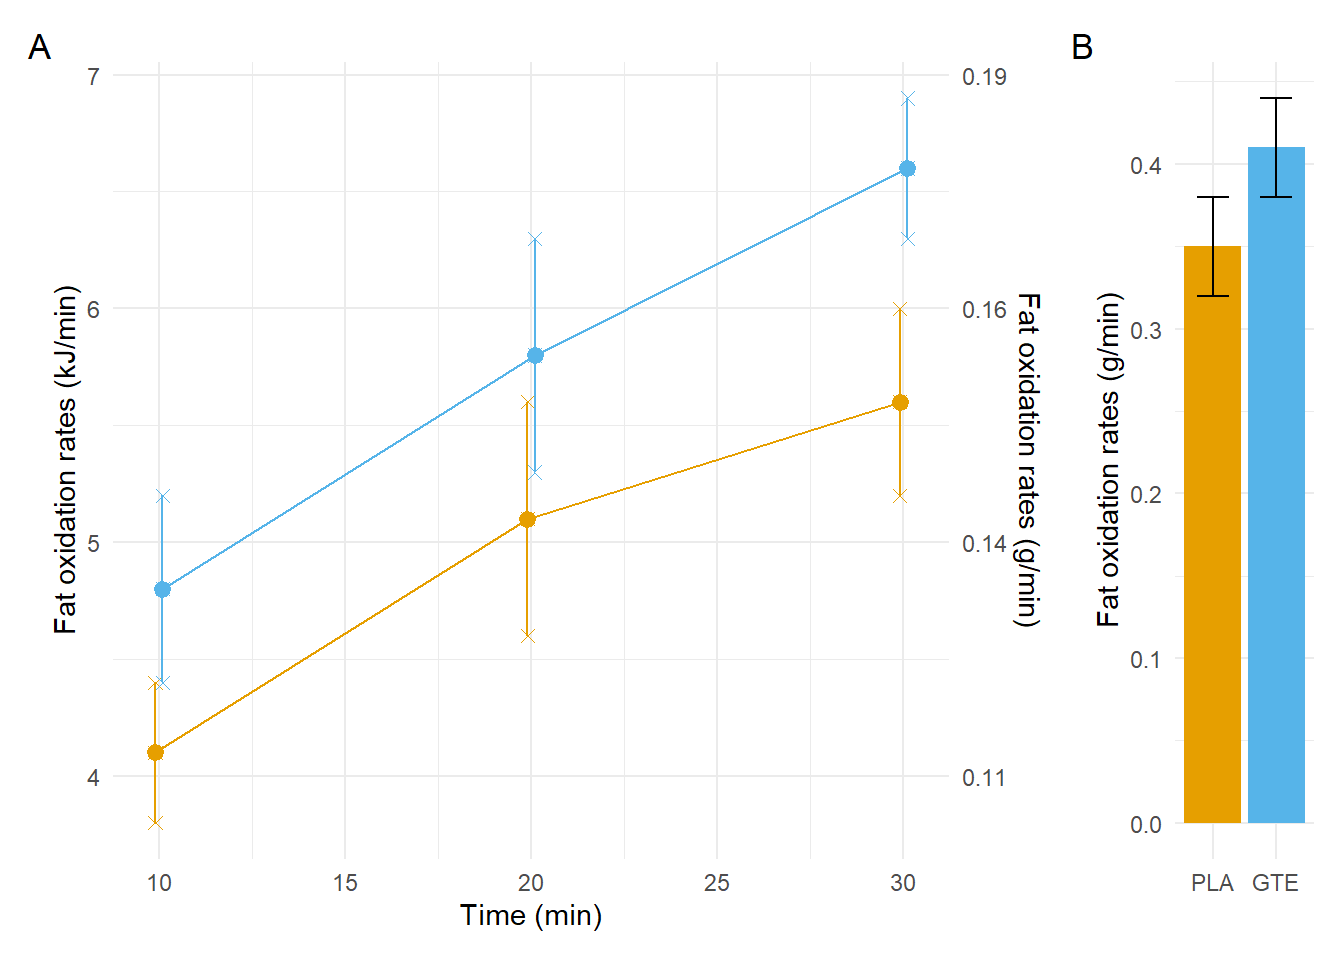 A
Fat oxidation rates (kJ/min)
7
6
5
4
10
15
20
25
30
Time (min)
0.19
0.16
0.14
0.11
Fat oxidation rates (g/min)
B
Fat oxidation rates (g/min)
0.4
0.3
0.2
0.1
0.0
PLA
GTE